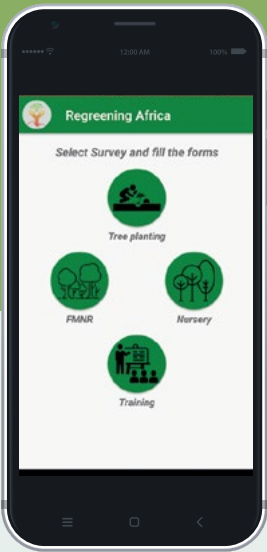 12:00 AM 100%
Regreening Africa
Select Survey and fill the forms
Tree planting
FMNR Nursery
Training